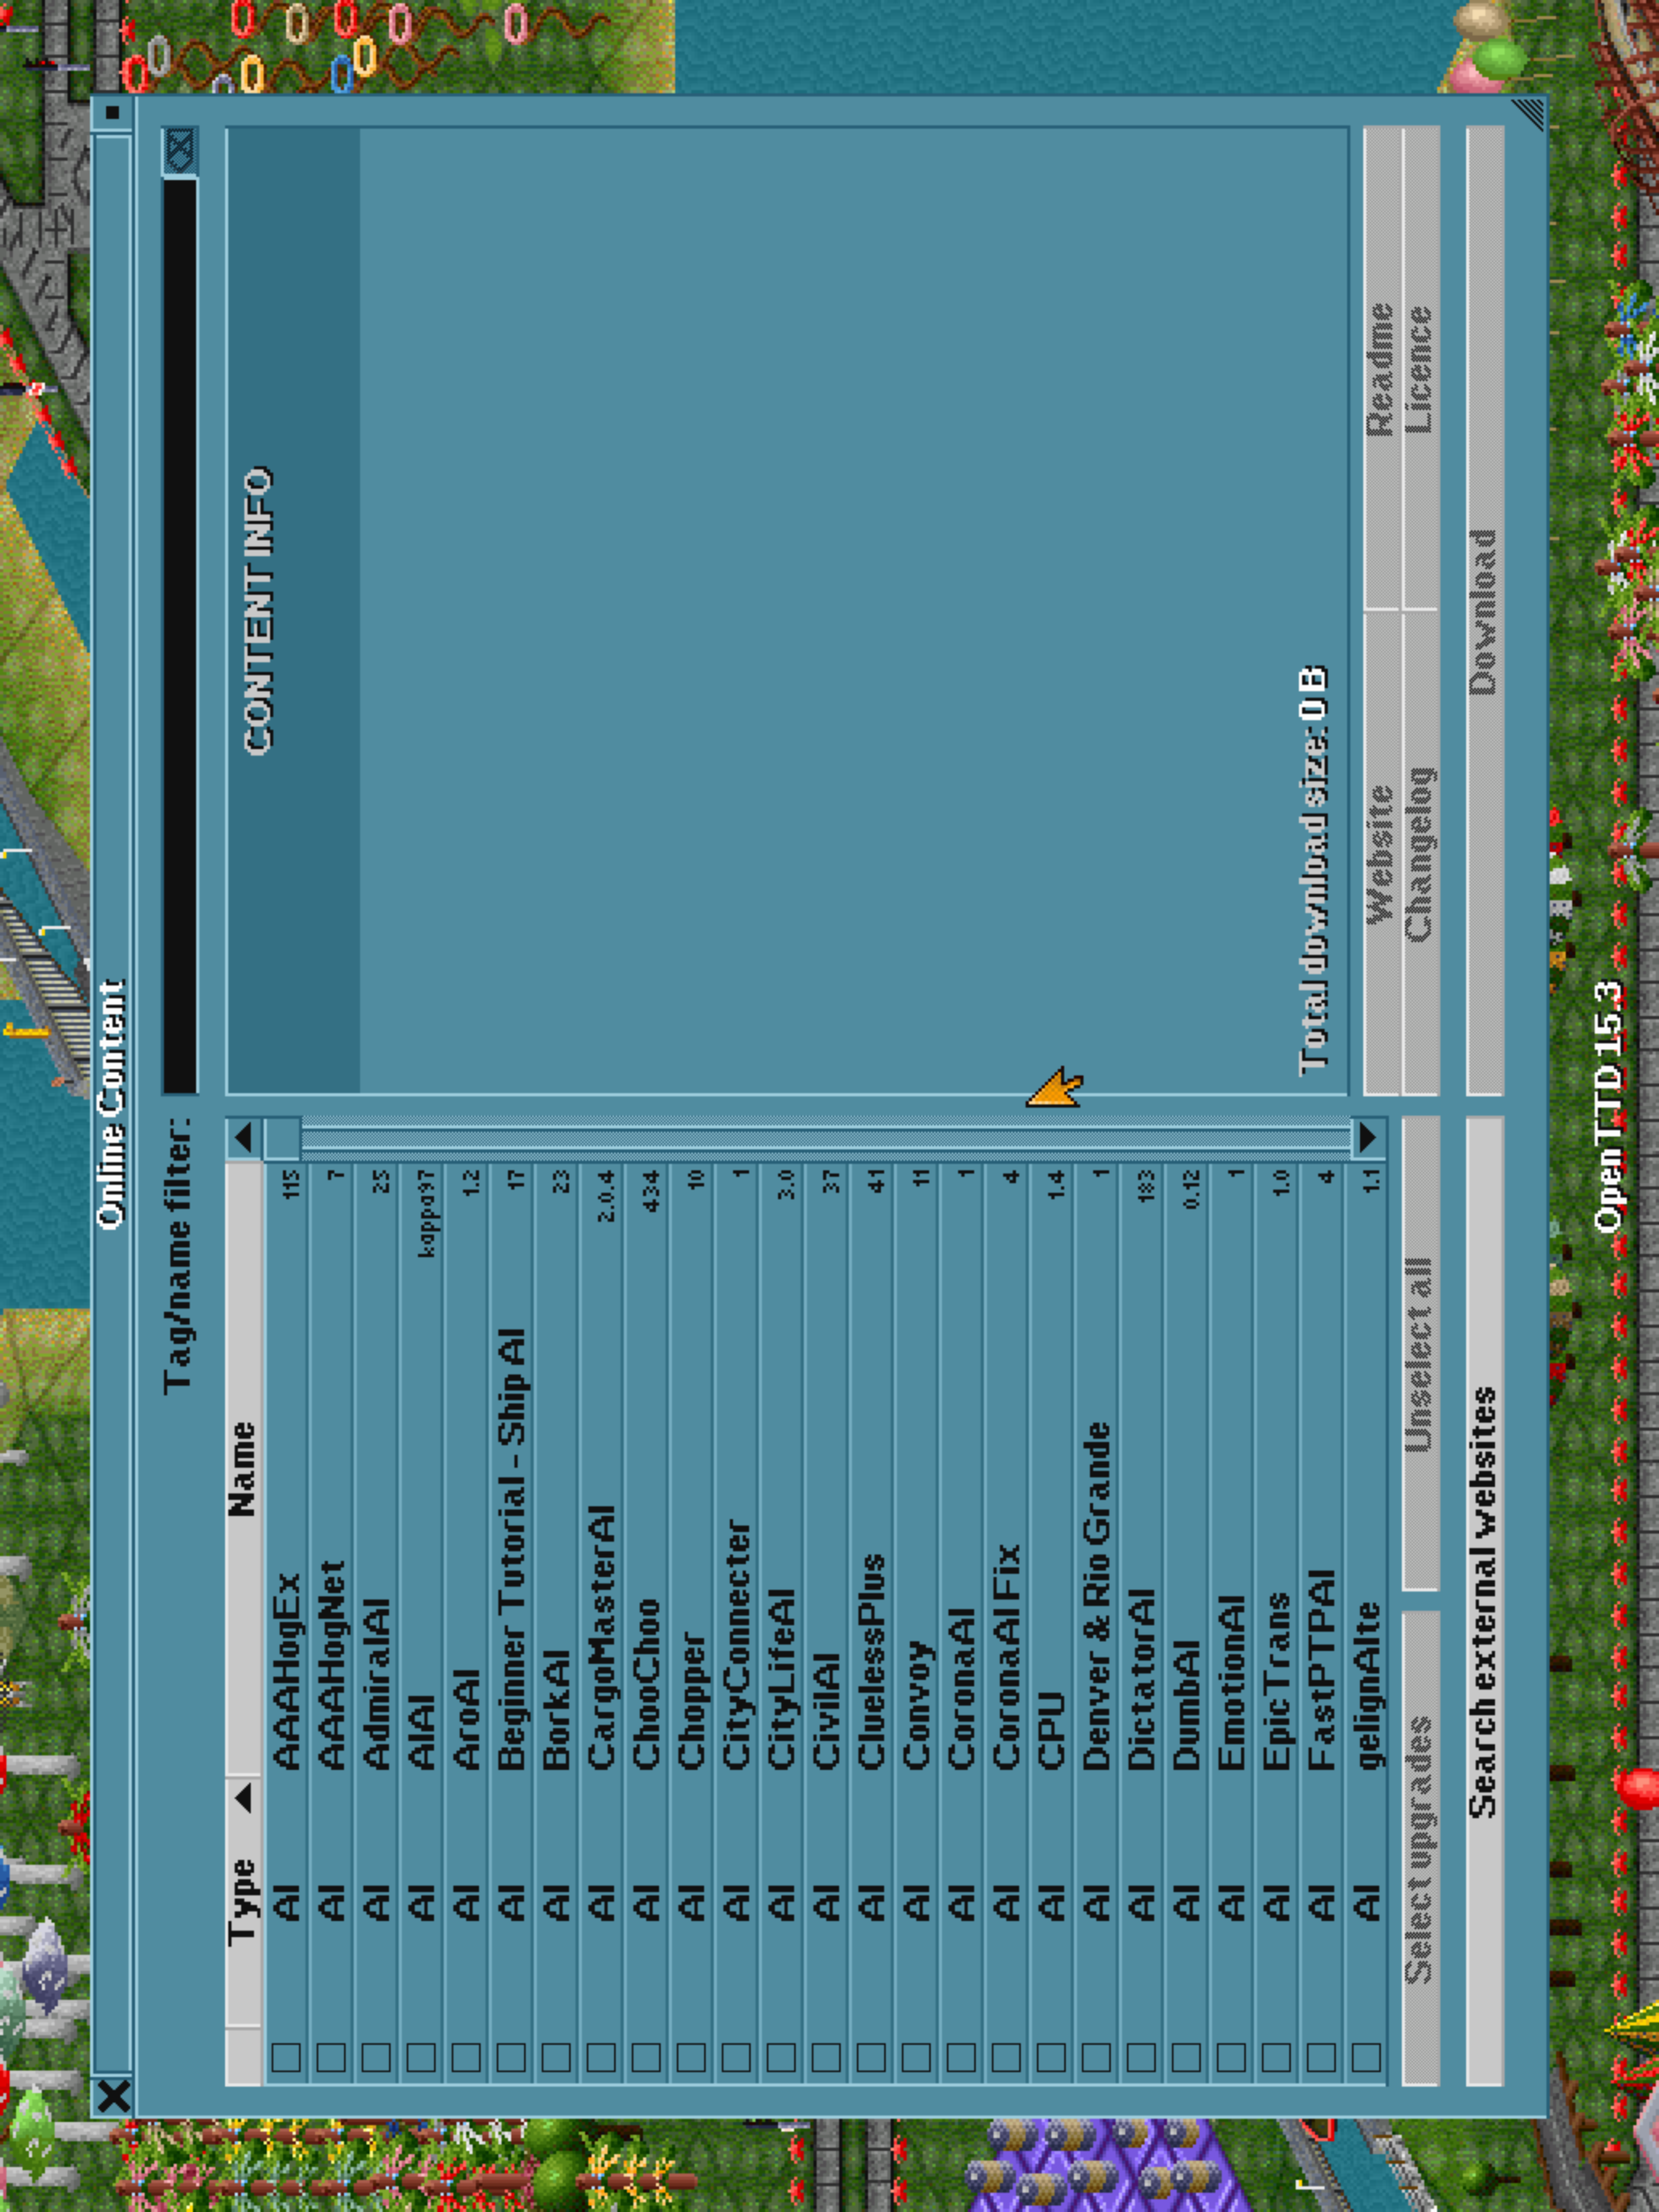 Online Content
Tag/name filter:
Type Name
AI AAAHogEx 115
AI AAAHogNet 7
AI AdmiralAI 25
AI AIAI kappa97
AI AroAI 1.2
AI Beginner Tutorial - Ship AI 17
AI BorkAI 23
AI CargoMasterAI 2.0.4
AI ChooChoo 434
AI Chopper 10
AI CityConnecter 1
AI CityLifeAI 3.0
AI CivilAI 37
AI CluelessPlus 41
AI Convoy 11
AI CoronaAI 1
AI CoronaAIFix 4
AI CPU 1.4
AI Denver & Rio Grande 1
AI DictatorAI 183
AI DumbAI 0.12
AI EmotionAI 1
AI EpicTrans 1.0
AI FastPTPAI 4
AI gelignAIte 1.1
Select upgrades Unselect all
Search external websites
CONTENT INFO
Total download size: 0 B
Website Readme
Changelog Licence
Download
OpenTTD 15.3